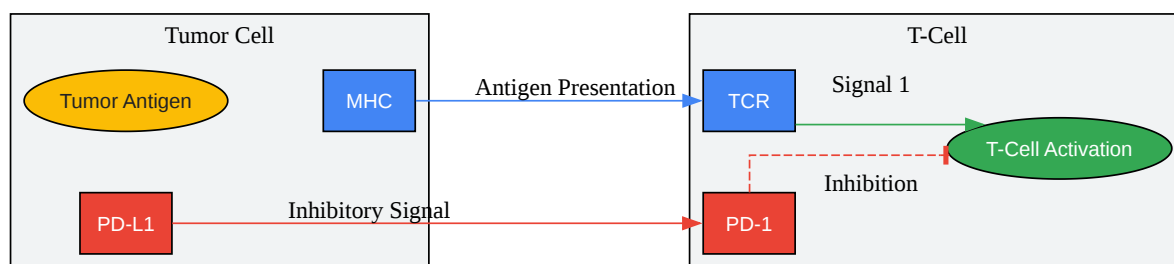 Tumor Cell
T-Cell
Tumor Antigen
MHC
Antigen Presentation
TCR
Signal 1
T-Cell Activation
Inhibition
PD-L1
Inhibitory Signal
PD-1